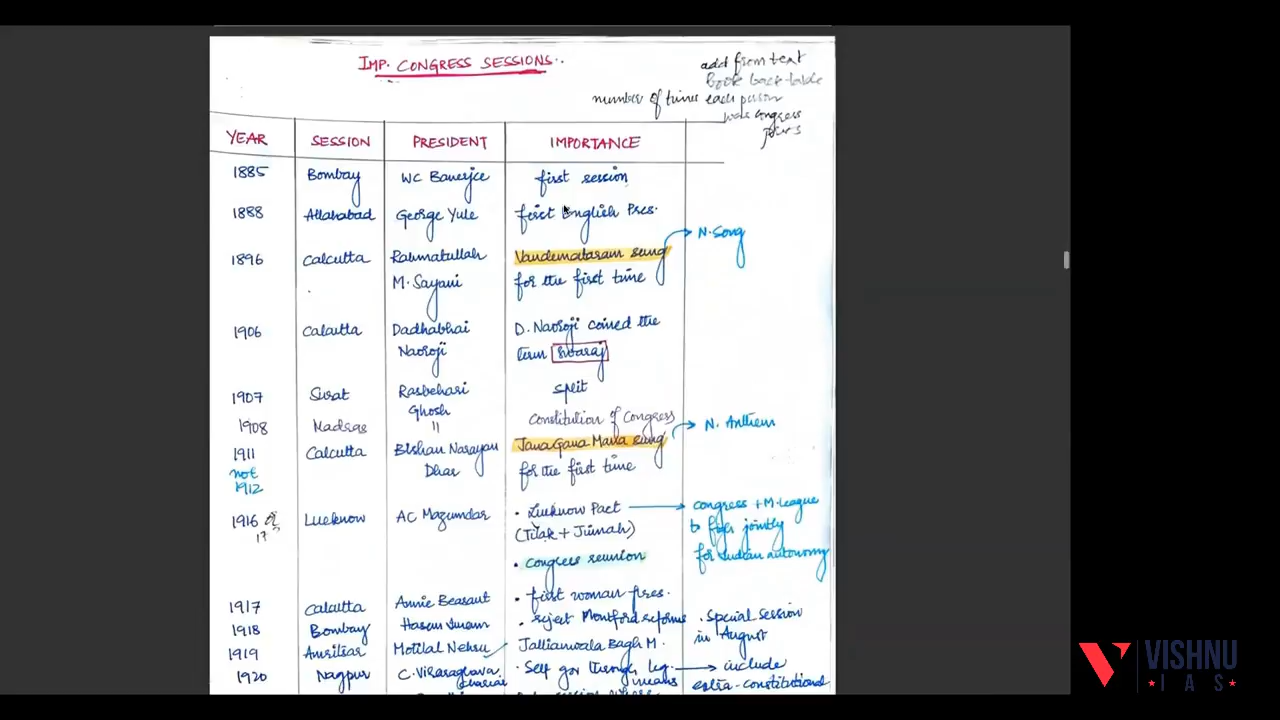 IMP. CONGRESS SESSIONS.
add from text
Book back table
number of times each person
was congress
YEAR SESSION PRESIDENT IMPORTANCE
1885 Bombay WC Banerjee first session
1888 Allahabad George Yule first English Pres.
N. Song
1896 Calcutta Rahmatullah Vandemataram sung
M. Sayani for the first time
1906 Calcutta Dadhabhai D. Naoroji coined the
Naoroji term swaraj
1907 Surat Rasbehari split
Ghosh
1908 Madras 〃 Constitution of Congress
N. Anthem
1911 Calcutta Bishan Narayan Jana Gana Mana sung
not Dhar for the first time
1912
1916 or Lucknow AC Mazumdar • Lucknow Pact → congress + M. League
17 (Tilak + Jinnah) to fight jointly
• Congress reunion for Indian autonomy
1917 Calcutta Annie Beasant • first woman pres.
1918 Bombay Hasan Imam • reject Montford reforms • Special Session
in August
1919 Amritsar Motilal Nehru Jallianwala Bagh M.
1920 Nagpur C. Viraraghava • Self gov through leg. → include
chariar means extra-constitutional
VISHNU
IAS